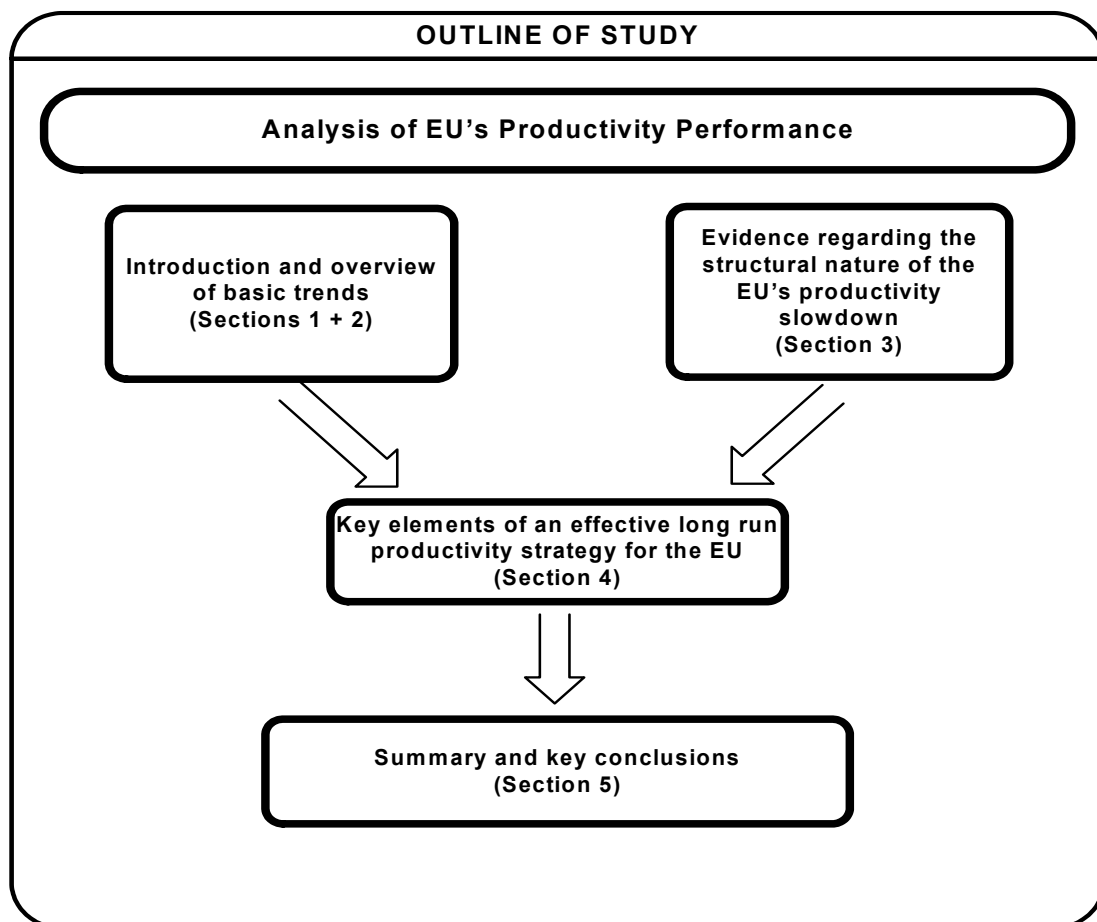 OUTLINE OF STUDY
Analysis of EU’s Productivity Performance
Introduction and overview
of basic trends
(Sections 1 + 2)
Evidence regarding the
structural nature of the
EU’s productivity
slowdown
(Section 3)
Key elements of an effective long run
productivity strategy for the EU
(Section 4)
Summary and key conclusions
(Section 5)